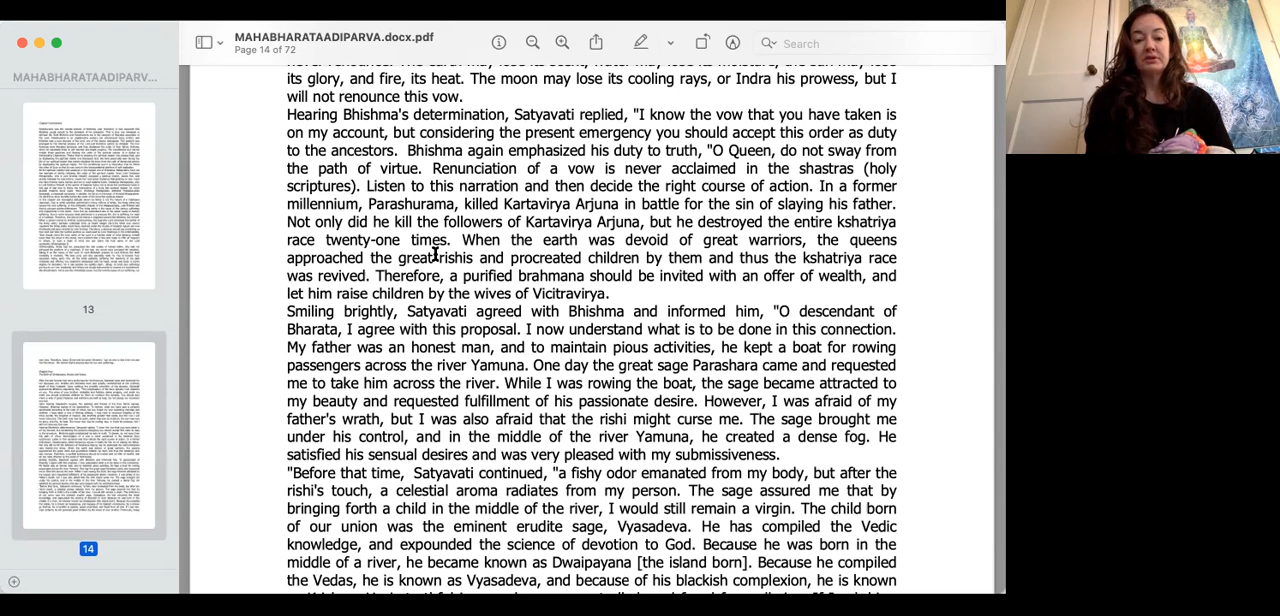 MAHABHARATAADIPARVA.docx.pdf
Page 14 of 72
Search
MAHABHARATAADIPARV...
13
14
its glory, and fire, its heat. The moon may lose its cooling rays, or Indra his prowess, but I
will not renounce this vow.
Hearing Bhishma's determination, Satyavati replied, "I know the vow that you have taken is
on my account, but considering the present emergency you should accept this order as duty
to the ancestors. Bhishma again emphasized his duty to truth, "O Queen, do not sway from
the path of virtue. Renunciation of a vow is never acclaimed in the shastras (holy
scriptures). Listen to this narration and then decide the right course of action. In a former
millennium, Parashurama, killed Kartavirya Arjuna in battle for the sin of slaying his father.
Not only did he kill the followers of Kartavirya Arjuna, but he destroyed the entire kshatriya
race twenty-one times. When the earth was devoid of great warriors, the queens
approached the great rishis and conceived children by them and thus the kshatriya race
was revived. Therefore, a purified brahmana should be invited with an offer of wealth, and
let him raise children by the wives of Vicitravirya.
Smiling brightly, Satyavati agreed with Bhishma and informed him, "O descendant of
Bharata, I agree with this proposal. I now understand what is to be done in this connection.
My father was an honest man, and to maintain pious activities, he kept a boat for rowing
passengers across the river Yamuna. One day the great sage Parashara came and requested
me to take him across the river. While I was rowing the boat, the sage became attracted to
my beauty and requested fulfillment of his passionate desire. However, I was afraid of my
father's wrath, but I was also afraid that the rishi might curse me. The sage brought me
under his control, and in the middle of the river Yamuna, he created a dense fog. He
satisfied his sensual desires and was very pleased with my submissiveness.
"Before that time, Satyavati continued, "a fishy odor emanated from my body, but after the
rishi's touch, a celestial aroma radiates from my person. The sage assured me that by
bringing forth a child in the middle of the river, I would still remain a virgin. The child born
of our union was the eminent erudite sage, Vyasadeva. He has compiled the Vedic
knowledge, and expounded the science of devotion to God. Because he was born in the
middle of a river, he became known as Dwaipayana [the island born]. Because he compiled
the Vedas, he is known as Vyasadeva, and because of his blackish complexion, he is known